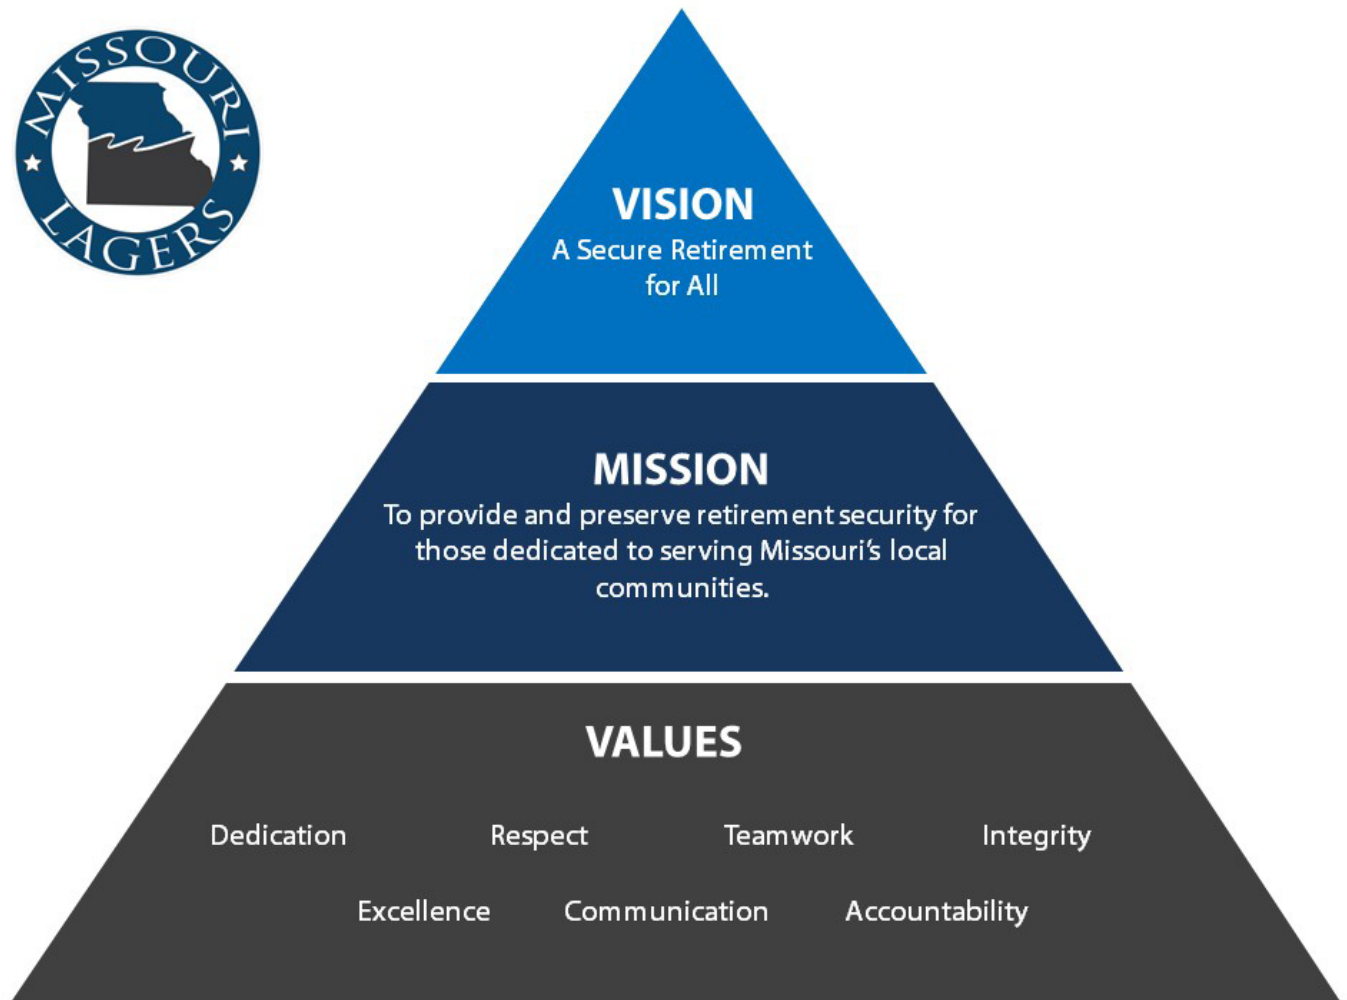 MISSOURI
LAGERS
VISION
A Secure Retirement
for All
MISSION
To provide and preserve retirement security for
those dedicated to serving Missouri’s local
communities.
VALUES
Dedication Respect Teamwork Integrity
Excellence Communication Accountability